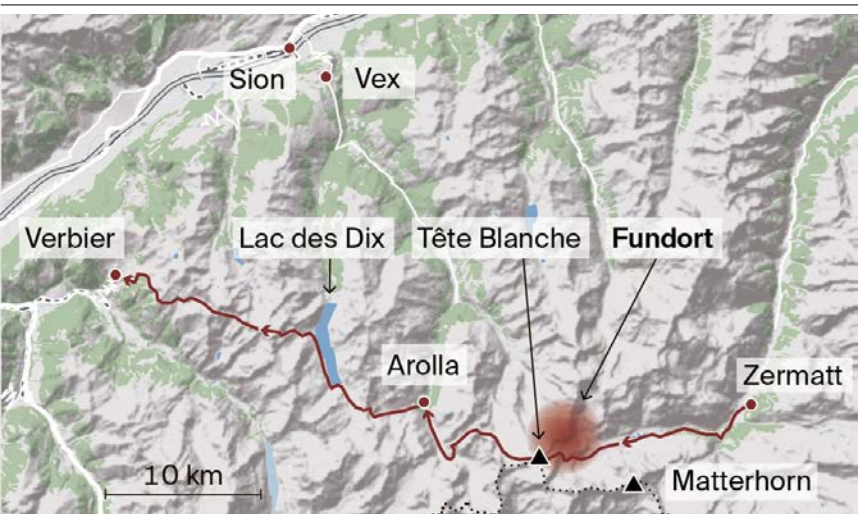 Sion
Vex
Verbier
Lac des Dix
Tête Blanche
Fundort
Arolla
Zermatt
10 km
Matterhorn